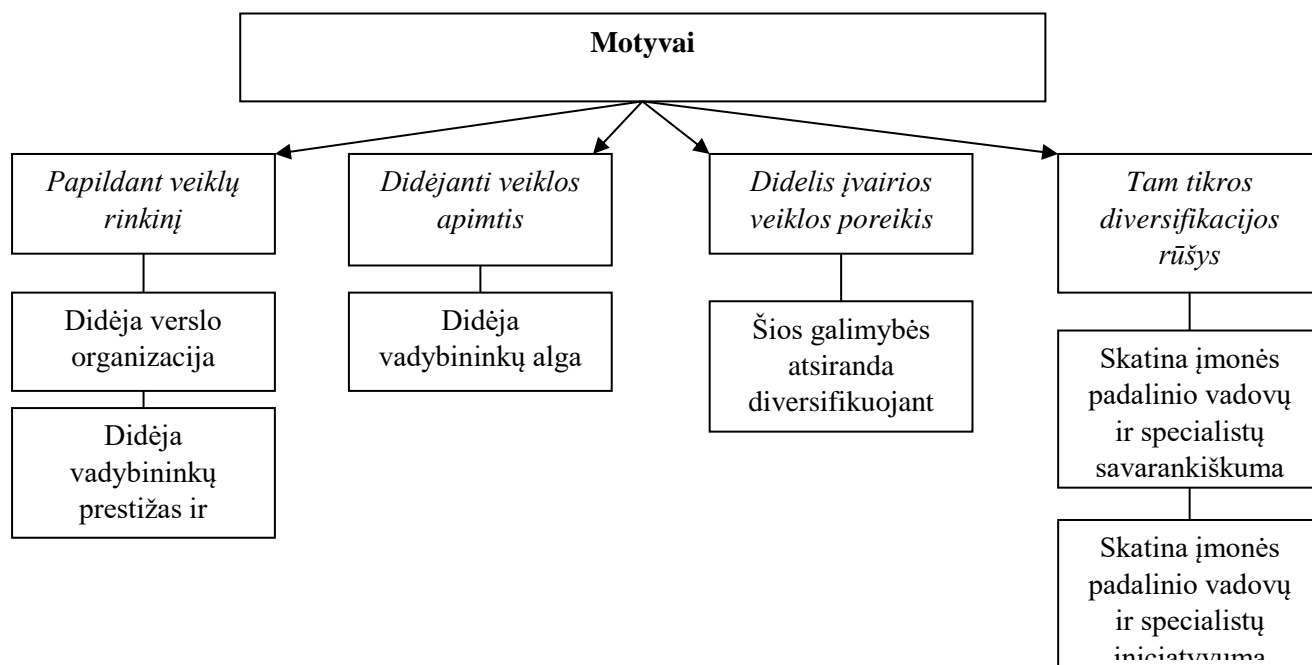 Motyvai
Papildant veiklų
rinkinį
Didėja verslo
organizacija
Didėja
vadybininkų
prestižas ir
Didėjanti veiklos
apimtis
Didėja
vadybininkų alga
Didelis įvairios
veiklos poreikis
Šios galimybės
atsiranda
diversifikuojant
Tam tikros
diversifikacijos
rūšys
Skatina įmonės
padalinio vadovų
ir specialistų
savarankiškuma
Skatina įmonės
padalinio vadovų
ir specialistų
iniciatyvuma